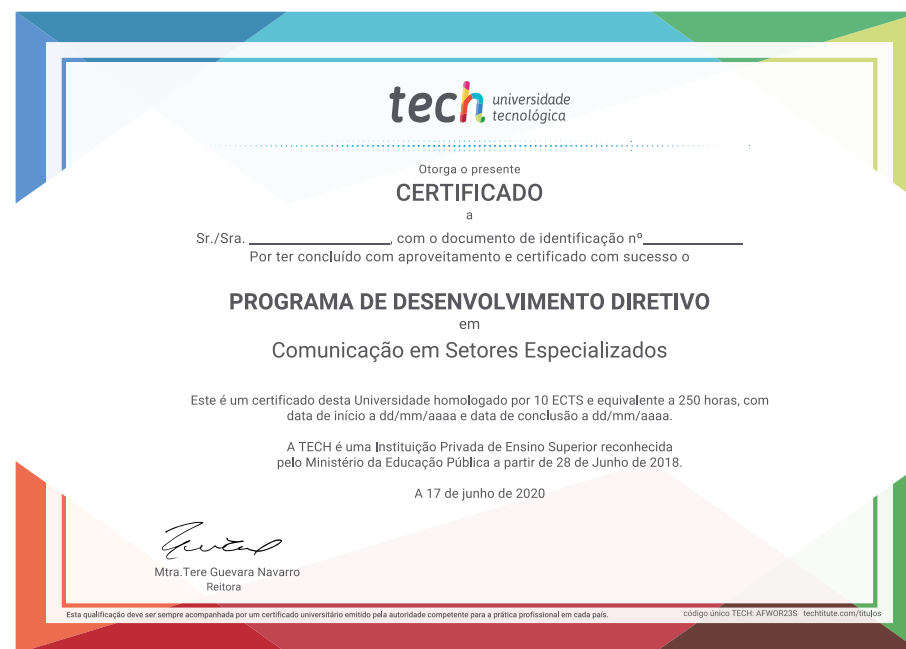 tech universidade
tecnológica
Otorga o presente
CERTIFICADO
a
Sr./Sra. ____________________, com o documento de identificação nº______________
Por ter concluído com aproveitamento e certificado com sucesso o
PROGRAMA DE DESENVOLVIMENTO DIRETIVO
em
Comunicação em Setores Especializados
Este é um certificado desta Universidade homologado por 10 ECTS e equivalente a 250 horas, com
data de início a dd/mm/aaaa e data de conclusão a dd/mm/aaaa.
A TECH é uma Instituição Privada de Ensino Superior reconhecida
pelo Ministério da Educação Pública a partir de 28 de Junho de 2018.
A 17 de junho de 2020
Mtra.Tere Guevara Navarro
Reitora
Esta qualificação deve ser sempre acompanhada por um certificado universitário emitido pela autoridade competente para a prática profissional em cada país.
código único TECH: AFWOR23S techtitute.com/titulos